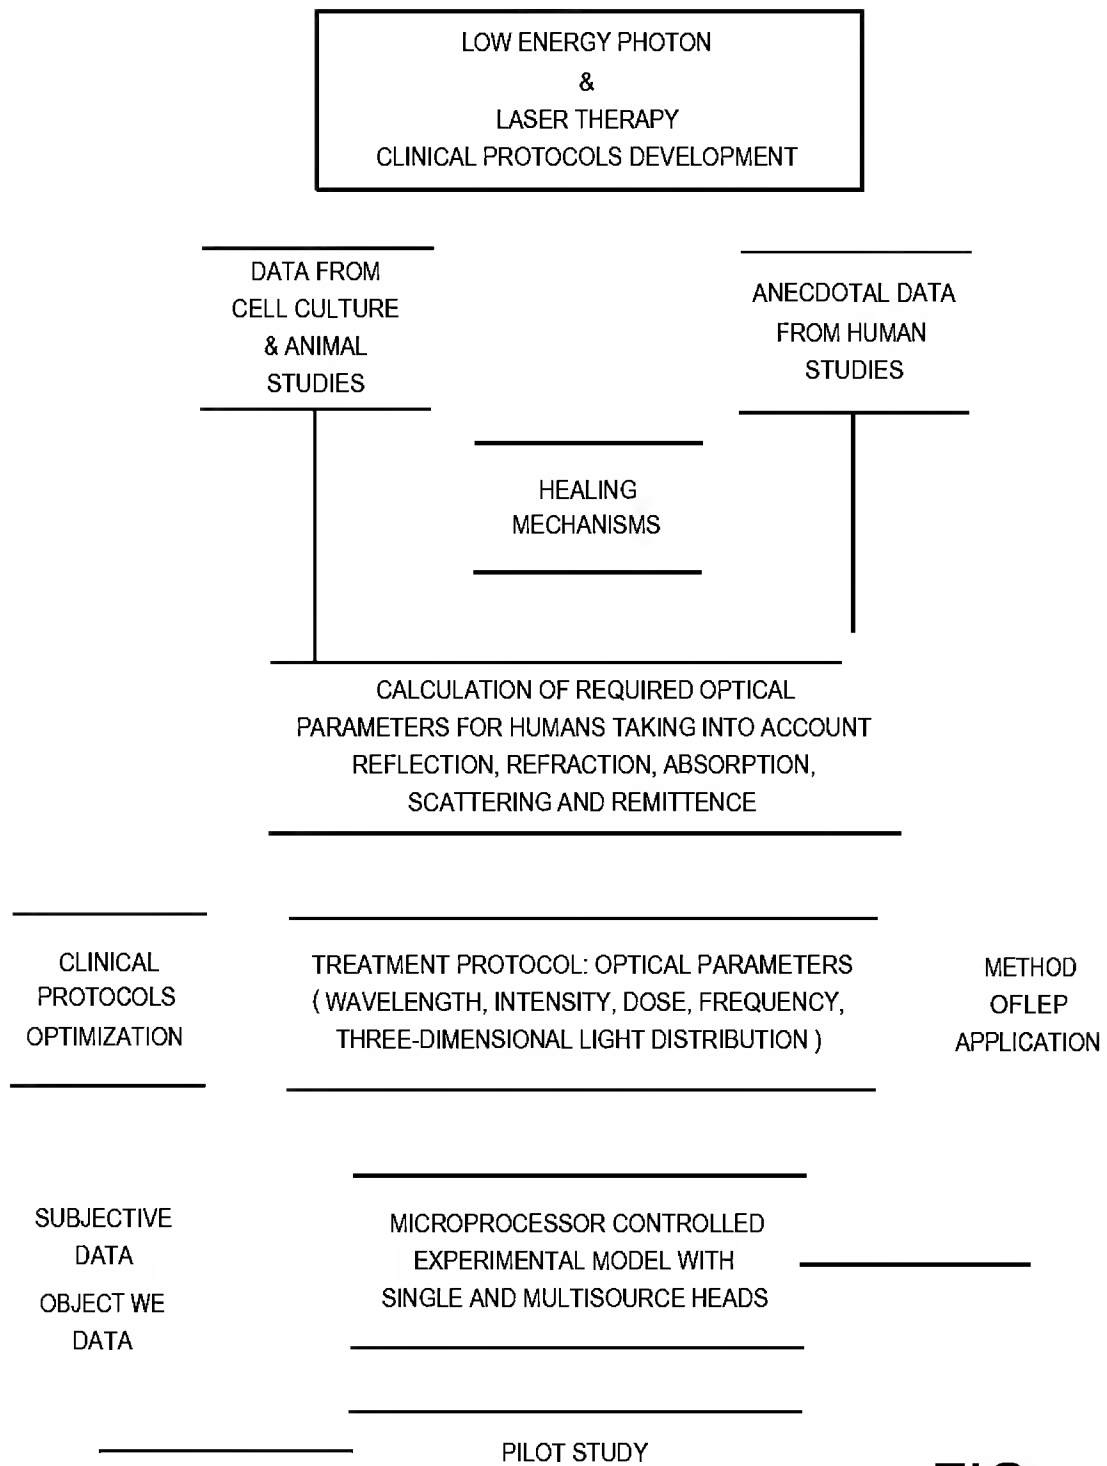 LOW ENERGY PHOTON
&
LASER THERAPY
CLINICAL PROTOCOLS DEVELOPMENT
DATA FROM
CELL CULTURE
& ANIMAL
STUDIES
ANECDOTAL DATA
FROM HUMAN
STUDIES
HEALING
MECHANISMS
CALCULATION OF REQUIRED OPTICAL
PARAMETERS FOR HUMANS TAKING INTO ACCOUNT
REFLECTION, REFRACTION, ABSORPTION,
SCATTERING AND REMITTENCE
CLINICAL
PROTOCOLS
OPTIMIZATION
TREATMENT PROTOCOL: OPTICAL PARAMETERS
( WAVELENGTH, INTENSITY, DOSE, FREQUENCY,
THREE-DIMENSIONAL LIGHT DISTRIBUTION )
METHOD
OFLEP
APPLICATION
SUBJECTIVE
DATA
OBJECT WE
DATA
MICROPROCESSOR CONTROLLED
EXPERIMENTAL MODEL WITH
SINGLE AND MULTISOURCE HEADS
PILOT STUDY